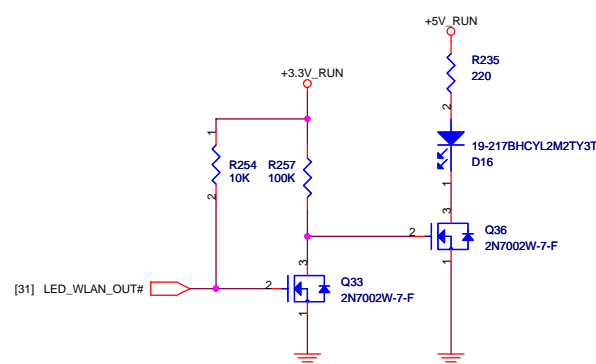 +5V_RUN
R235
220
+3.3V_RUN
2
1
19-217BHCYL2M2TY3T
D16
R254
10K
R257
100K
2
1
3
Q36
2N7002W-7-F
2
1
3
Q33
2N7002W-7-F
2
1
[31] LED_WLAN_OUT#